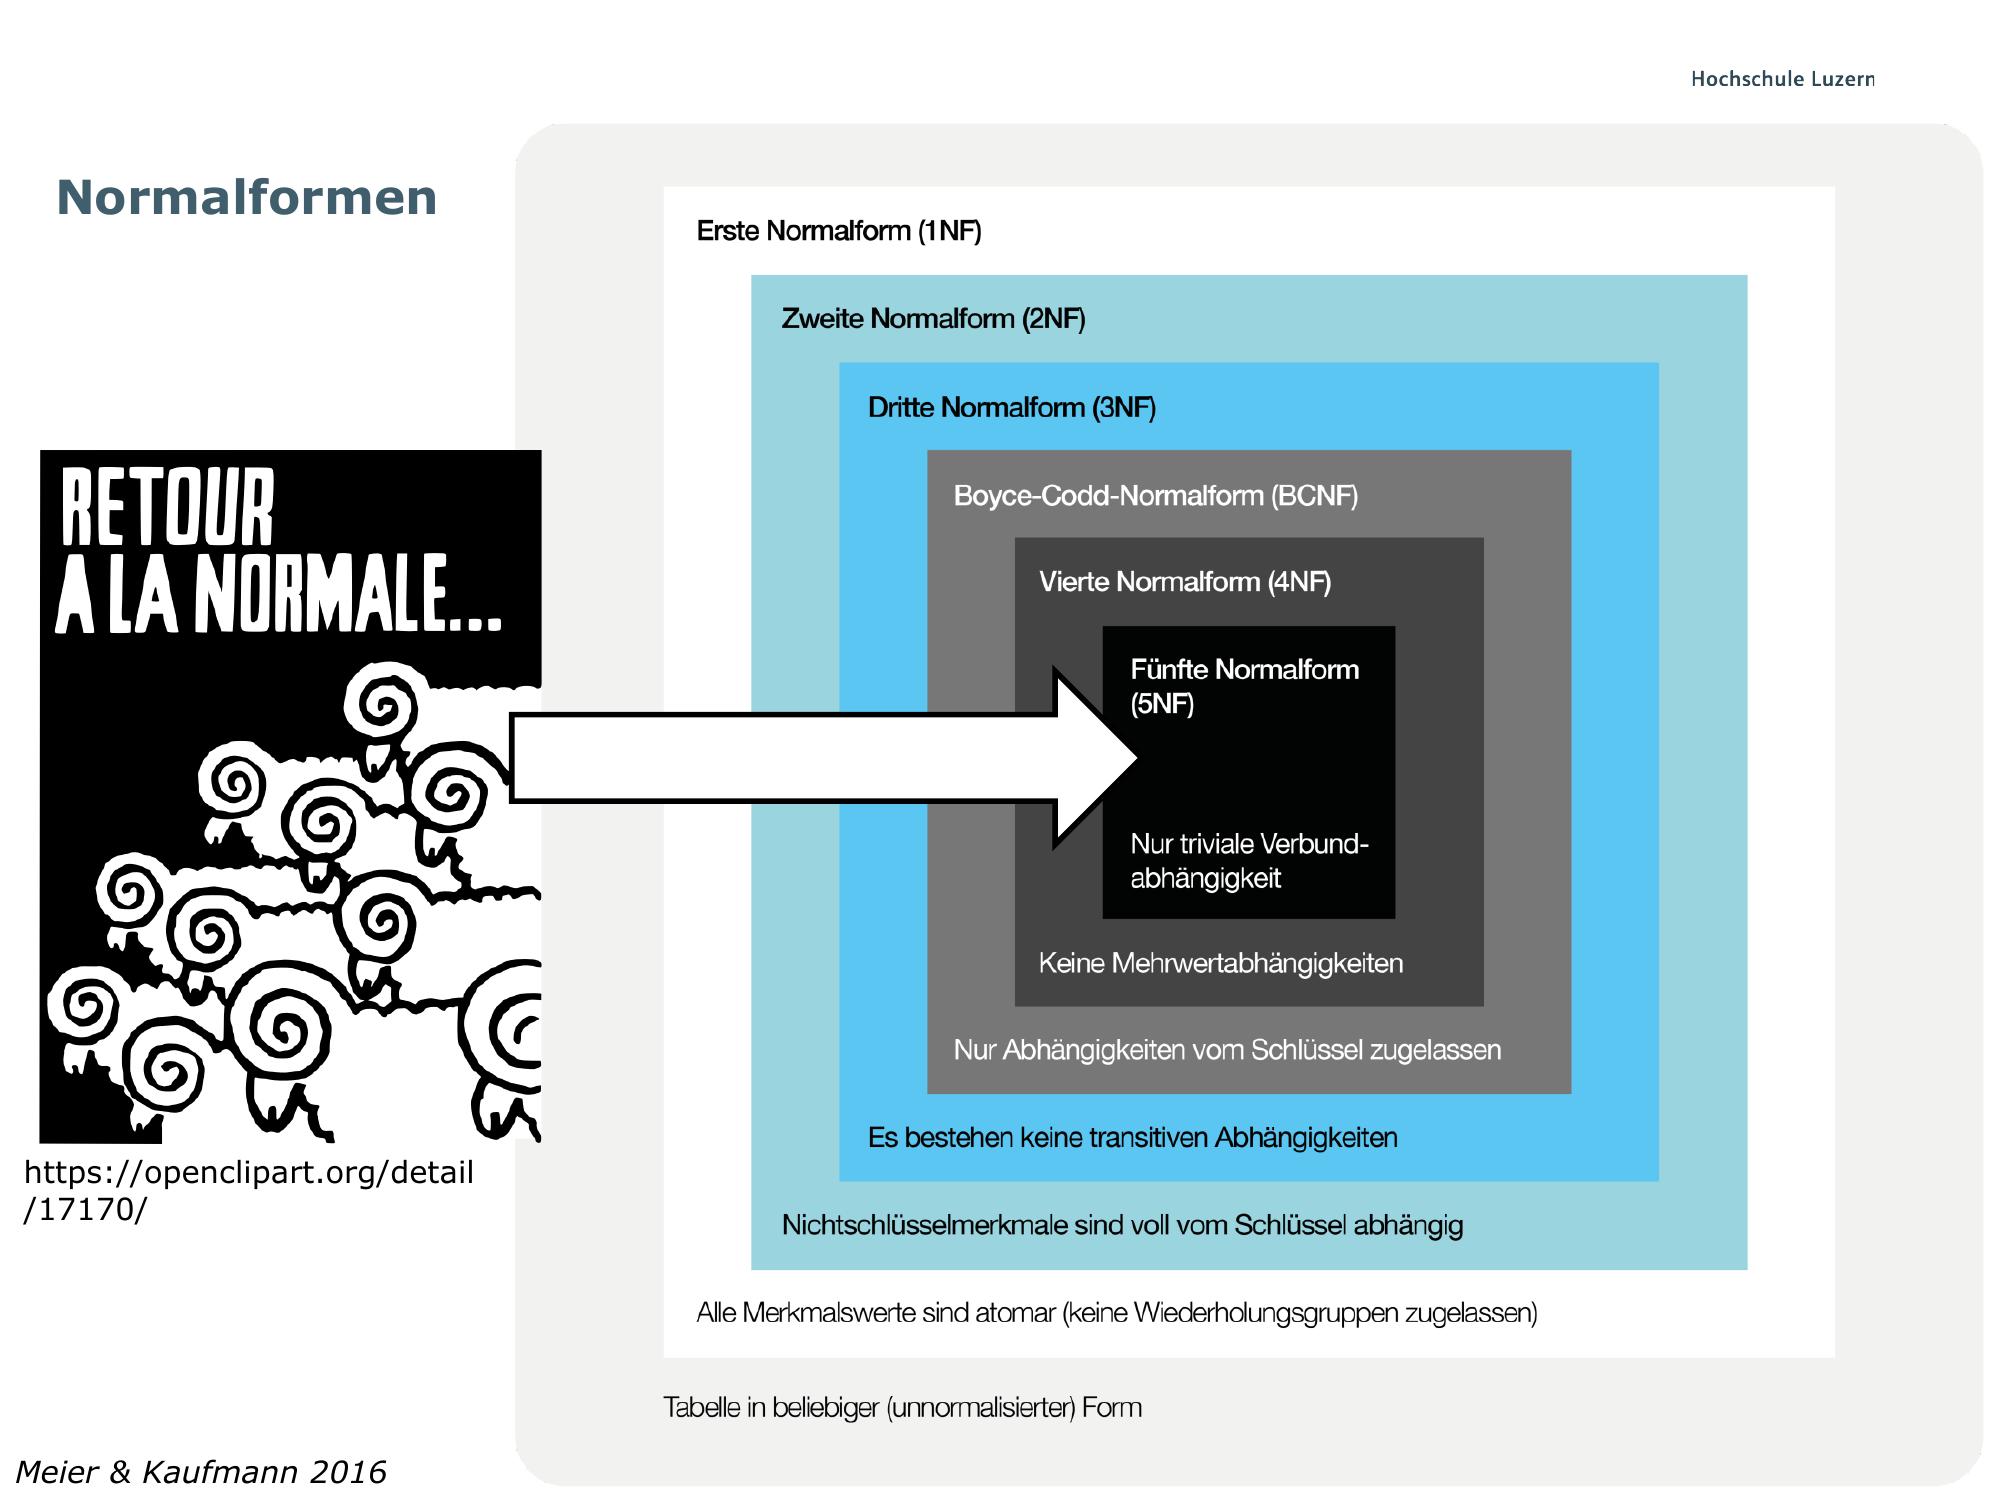 Hochschule Luzern
Normalformen
Erste Normalform (1NF)
Zweite Normalform (2NF)
Dritte Normalform (3NF)
Boyce-Codd-Normalform (BCNF)
Vierte Normalform (4NF)
Fünfte Normalform
(5NF)
Nur triviale Verbund-
abhängigkeit
Keine Mehrwertabhängigkeiten
Nur Abhängigkeiten vom Schlüssel zugelassen
Es bestehen keine transitiven Abhängigkeiten
Nichtschlüsselmerkmale sind voll vom Schlüssel abhängig
Alle Merkmalswerte sind atomar (keine Wiederholungsgruppen zugelassen)
Tabelle in beliebiger (unnormalisierter) Form
RETOUR
A LA NORMALE...
https://openclipart.org/detail
/17170/
Meier & Kaufmann 2016